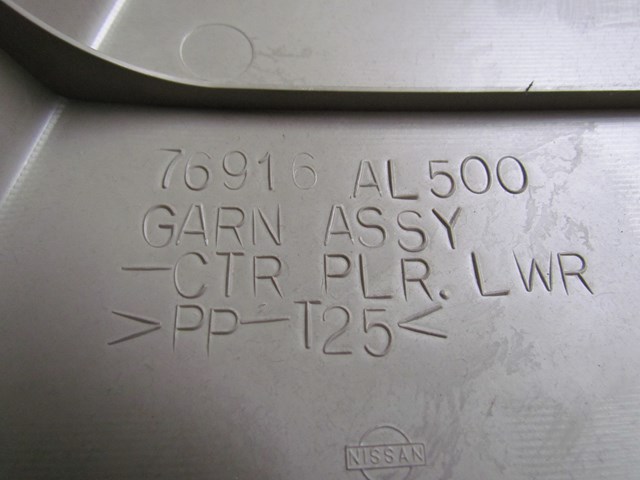 76916 AL500
GARN ASSY
-CTR PLR. LWR
>PP-T25<
NISSAN